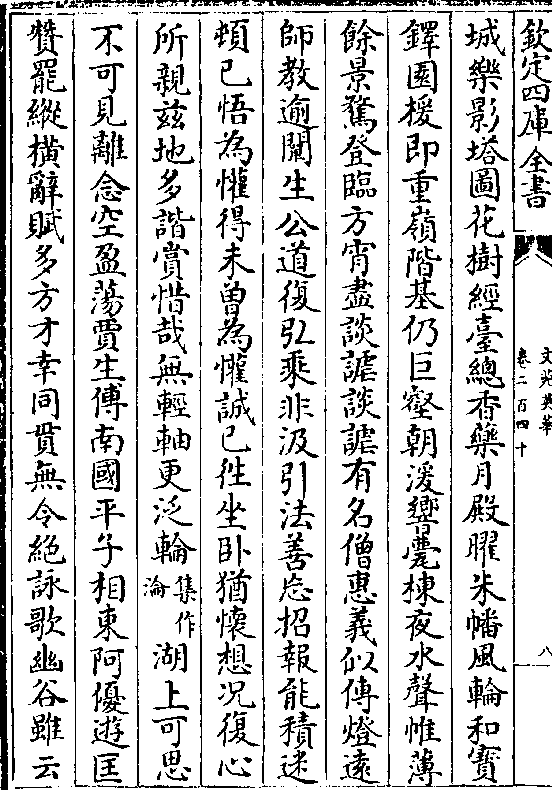 欽定四庫全書
文苑英華
卷二百四十
八
城樂影塔圖花樹經臺總香藥月殿曜朱幡風輪和寶
鐸園援即重嶺階基仍巨壑朝湲響甍棟夜水聲帷薄
餘景騖登臨方宵盡談謔談謔有名僧惠義似傳燈遠
師教逾闡生公道復弘乘非汲引法善忘招報能積迷
頓已悟為懽得未曾為懽誠已往坐卧猶懷想況復心
所親兹地多諧賞惜哉無輕軸更泛輪集作淪湖上可思
不可見離念空盈蕩賈生傅南國平子相東阿優遊匡
贊罷縱橫辭賦多方才幸同貫無令絕詠歌幽谷雖云